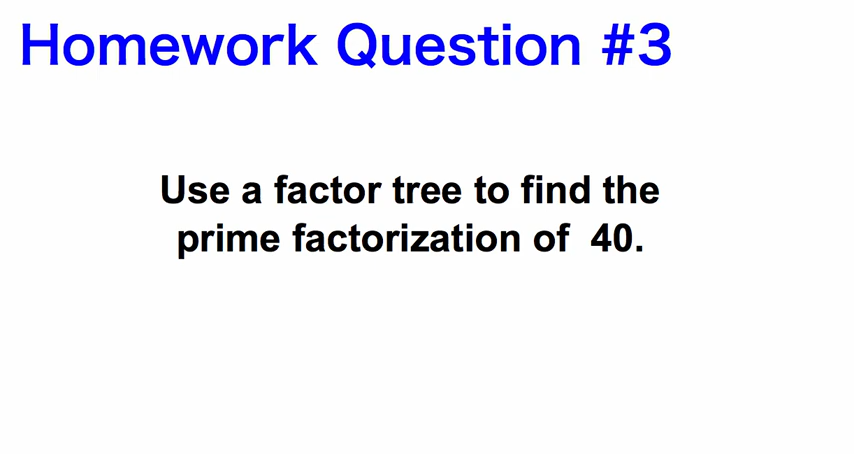 Homework Question #3
Use a factor tree to find the
prime factorization of 40.